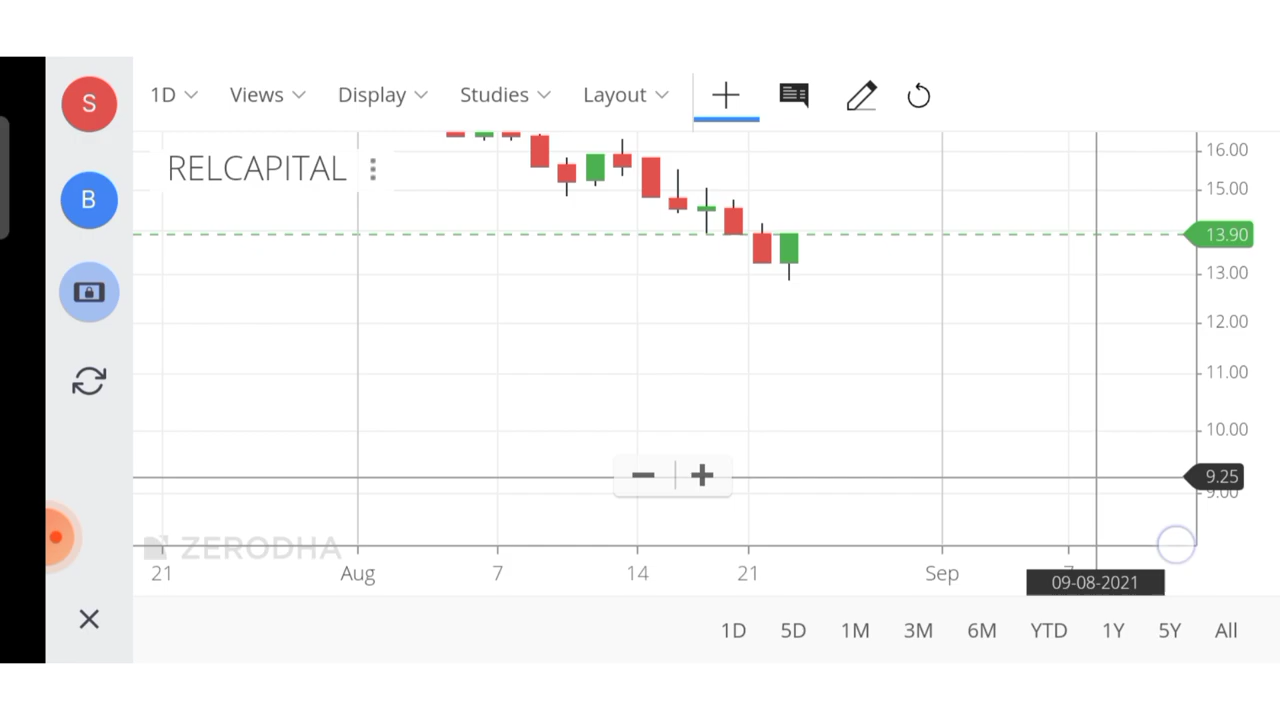 S
1D Views Display Studies Layout
RELCAPITAL
B
16.00
15.00
13.90
13.00
12.00
11.00
10.00
9.25
9.00
ZERODHA
21 Aug 7 14 21 Sep
09-08-2021
1D 5D 1M 3M 6M YTD 1Y 5Y All